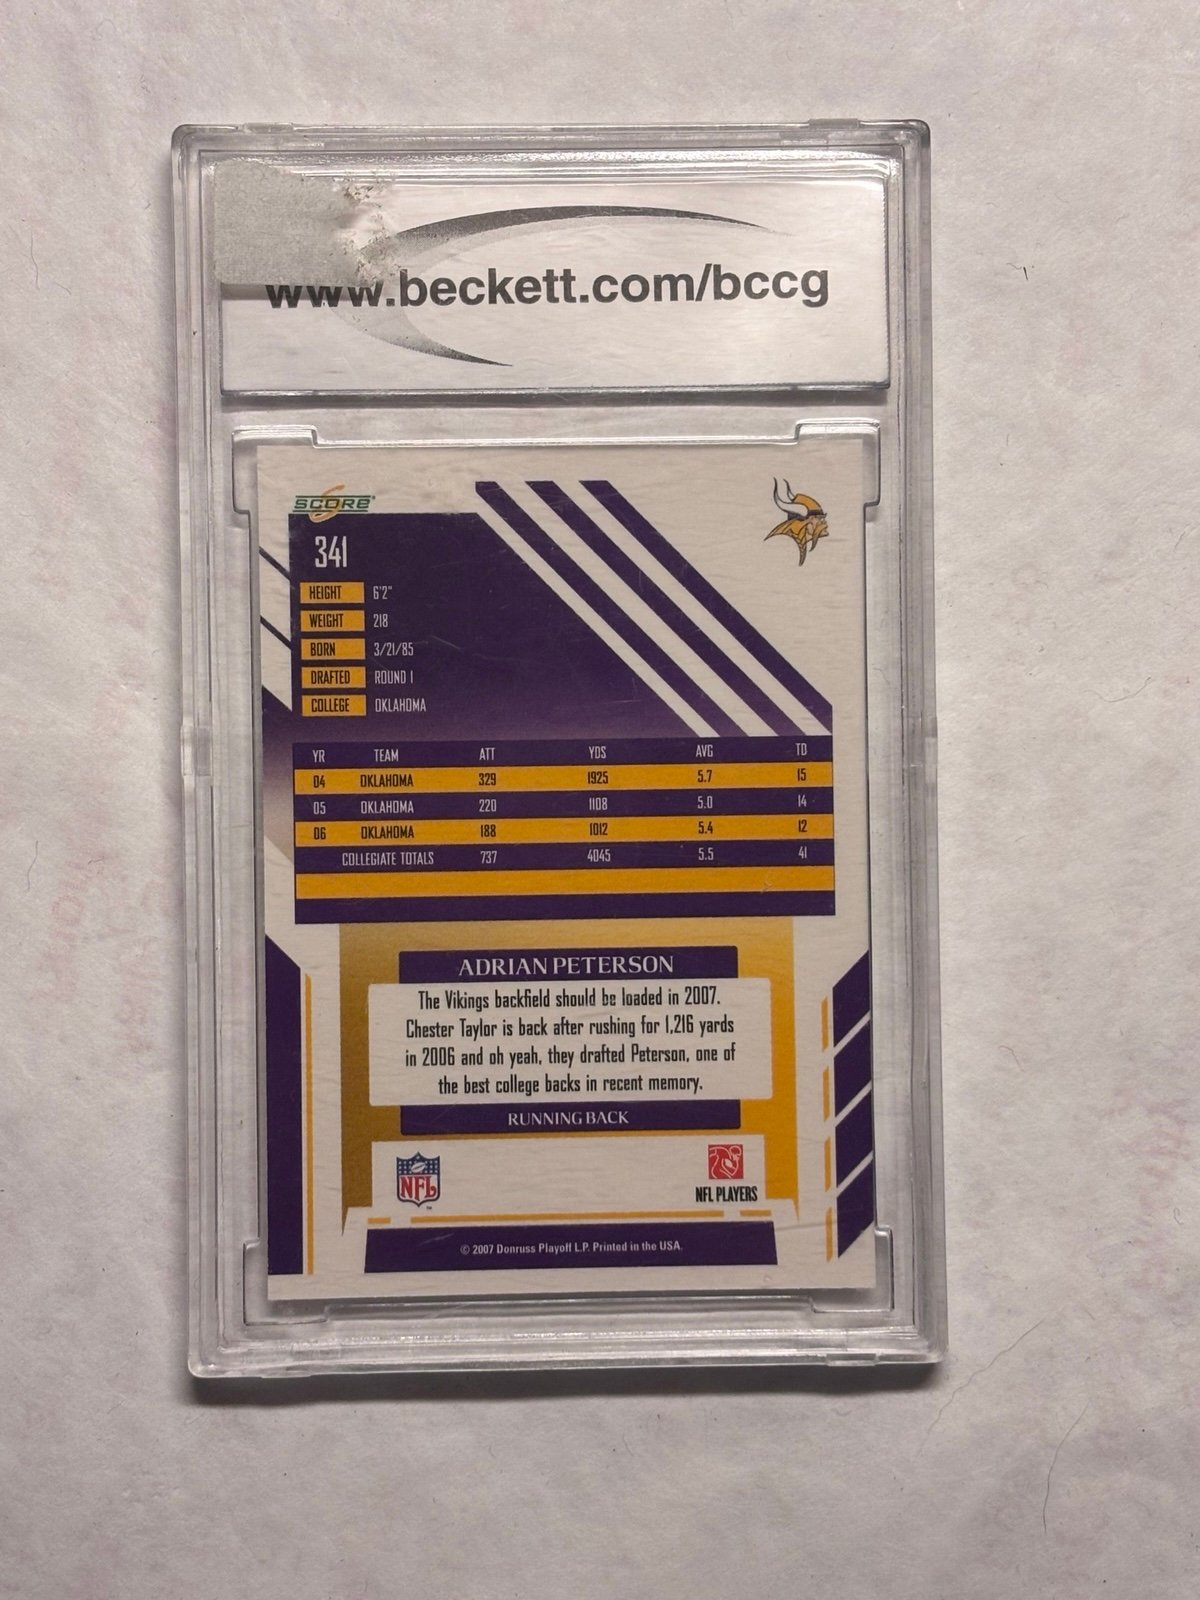 www.beckett.com/bccg
SCORE
341
HEIGHT 6'2"
WEIGHT 218
BORN 3/21/85
DRAFTED ROUND 1
COLLEGE OKLAHOMA
YR TEAM ATT YDS AVG TD
04 OKLAHOMA 329 1925 5.7 15
05 OKLAHOMA 220 1108 5.0 14
06 OKLAHOMA 188 1012 5.4 12
COLLEGIATE TOTALS 737 4045 5.5 41
ADRIAN PETERSON
The Vikings backfield should be loaded in 2007.
Chester Taylor is back after rushing for 1,216 yards
in 2006 and oh yeah, they drafted Peterson, one of
the best college backs in recent memory.
RUNNING BACK
NFL
NFL PLAYERS
© 2007 Donruss Playoff L.P. Printed in the USA.